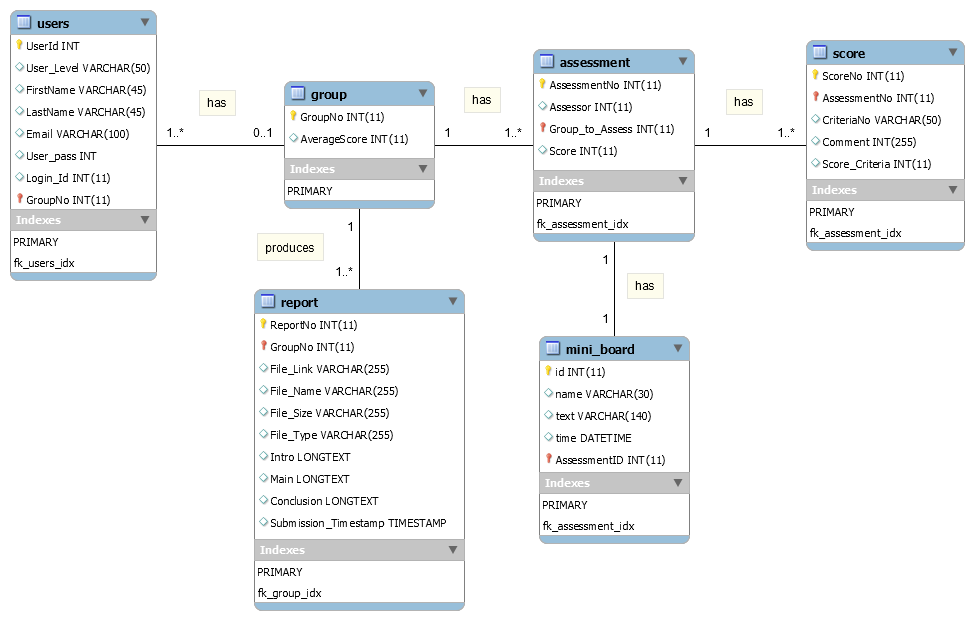 users
UserId INT
User_Level VARCHAR(50)
FirstName VARCHAR(45)
LastName VARCHAR(45)
Email VARCHAR(100)
User_pass INT
Login_Id INT(11)
GroupNo INT(11)
Indexes
PRIMARY
fk_users_idx
has
1..*
0..1
group
GroupNo INT(11)
AverageScore INT(11)
Indexes
PRIMARY
has
1
1..*
assessment
AssessmentNo INT(11)
Assessor INT(11)
Group_to_Assess INT(11)
Score INT(11)
Indexes
PRIMARY
fk_assessment_idx
has
1
1..*
score
ScoreNo INT(11)
AssessmentNo INT(11)
CriteriaNo VARCHAR(50)
Comment INT(255)
Score_Criteria INT(11)
Indexes
PRIMARY
fk_assessment_idx
1
produces
1..*
report
ReportNo INT(11)
GroupNo INT(11)
File_Link VARCHAR(255)
File_Name VARCHAR(255)
File_Size VARCHAR(255)
File_Type VARCHAR(255)
Intro LONGTEXT
Main LONGTEXT
Conclusion LONGTEXT
Submission_Timestamp TIMESTAMP
Indexes
PRIMARY
fk_group_idx
1
has
1
mini_board
id INT(11)
name VARCHAR(30)
text VARCHAR(140)
time DATETIME
AssessmentID INT(11)
Indexes
PRIMARY
fk_assessment_idx